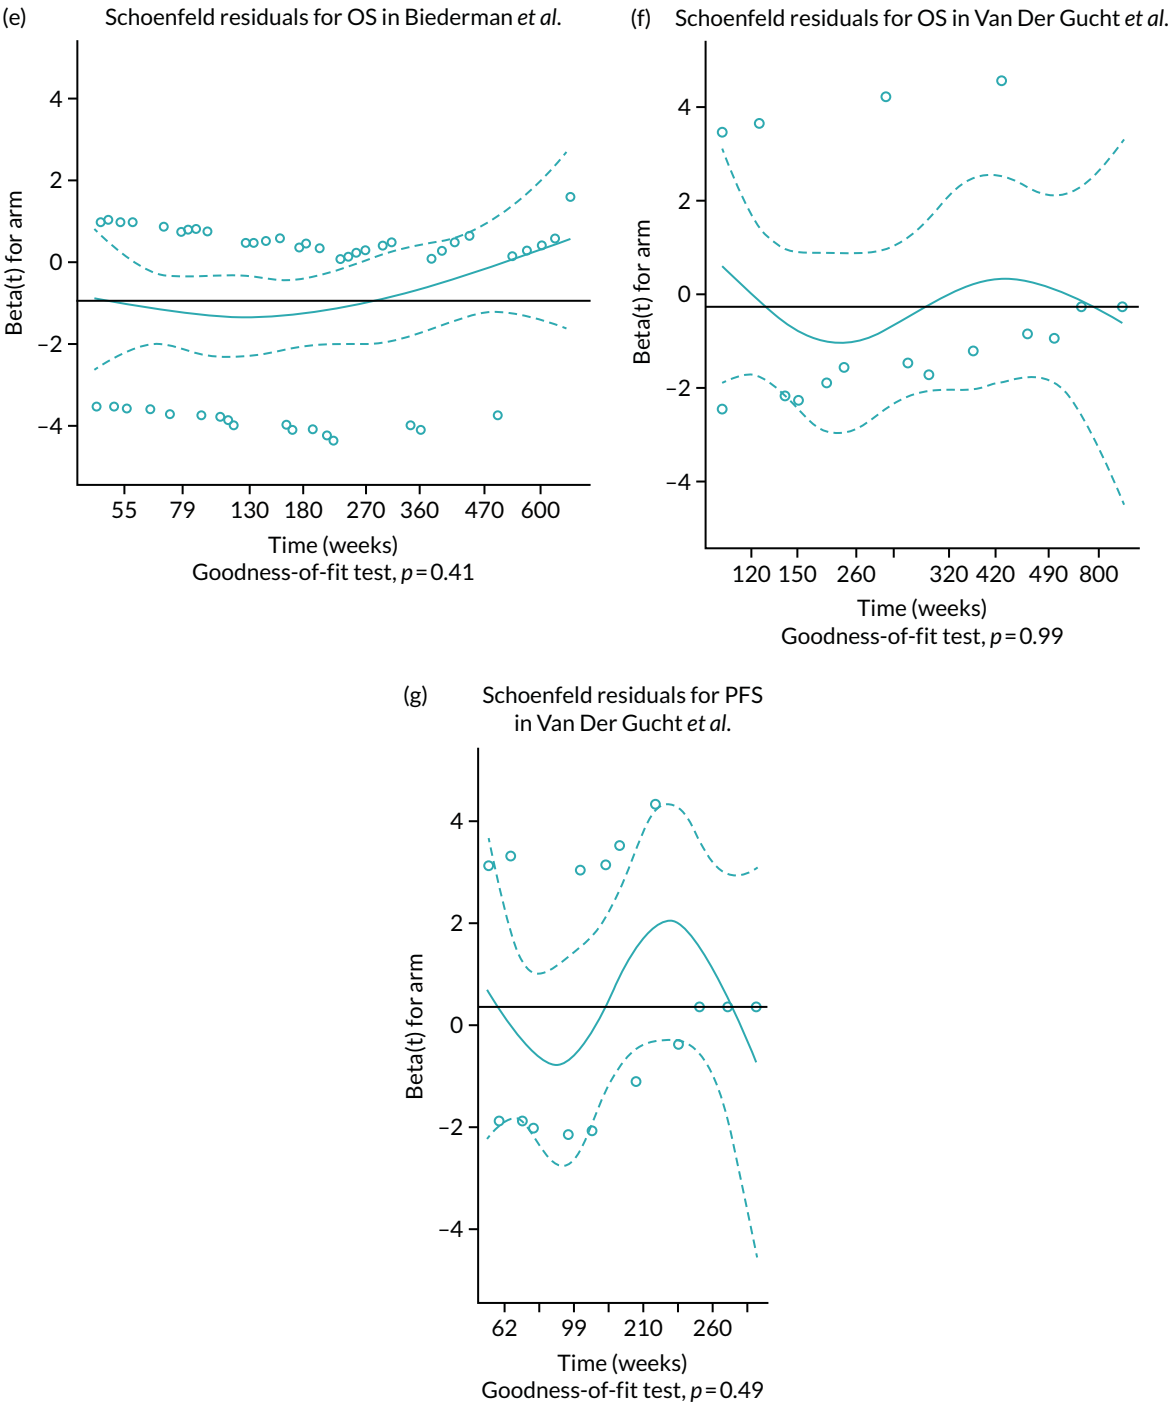 (e) Schoenfeld residuals for OS in Biederman et al.
4
2
0
−2
−4
Beta(t) for arm
55 79 130 180 270 360 470 600
Time (weeks)
Goodness-of-fit test, p = 0.41
(f) Schoenfeld residuals for OS in Van Der Gucht et al.
4
2
0
−2
−4
Beta(t) for arm
120 150 260 320 420 490 800
Time (weeks)
Goodness-of-fit test, p = 0.99
(g) Schoenfeld residuals for PFS
in Van Der Gucht et al.
4
2
0
−2
−4
Beta(t) for arm
62 99 210 260
Time (weeks)
Goodness-of-fit test, p = 0.49